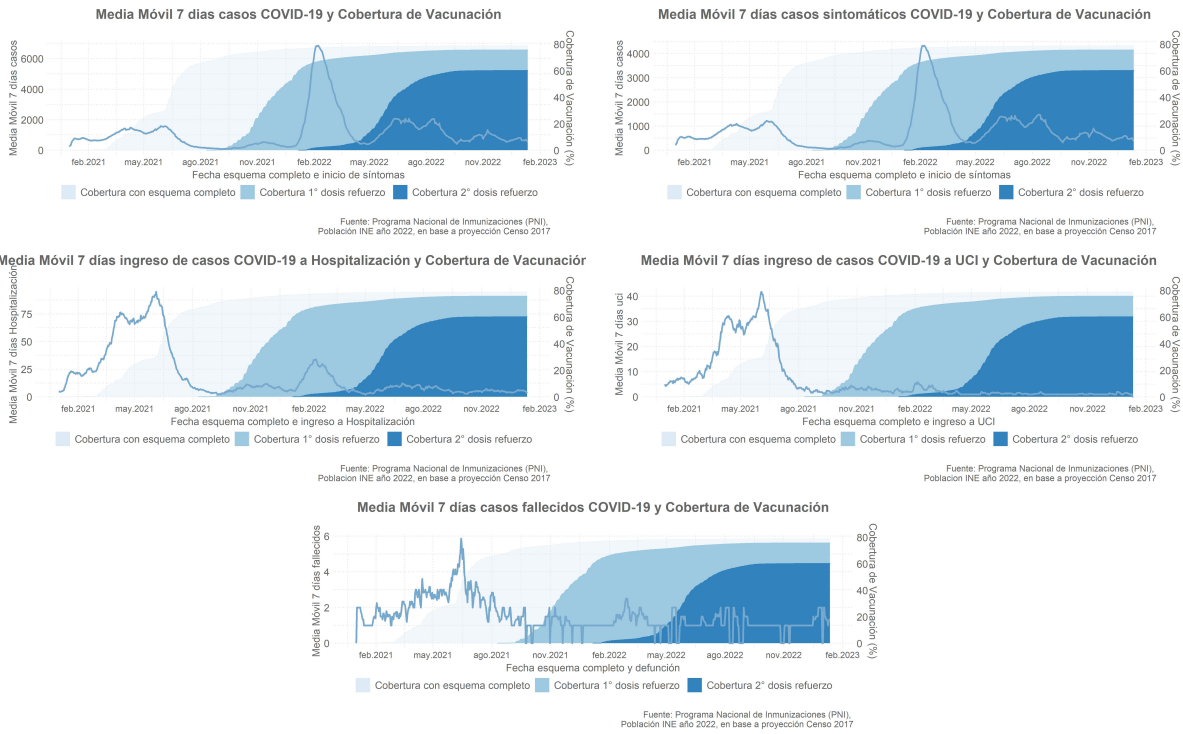 Media Móvil 7 dias casos COVID-19 y Cobertura de Vacunación
Media Móvil 7 días casos
6000
4000
2000
0
80
60
40
20
0
Cobertura de Vacunación (%)
feb.2021 may.2021 ago.2021 nov.2021 feb.2022 may.2022 ago.2022 nov.2022 feb.2023
Fecha esquema completo e inicio de síntomas
Cobertura con esquema completo Cobertura 1° dosis refuerzo Cobertura 2° dosis refuerzo
Fuente: Programa Nacional de Inmunizaciones (PNI),
Población INE año 2022, en base a proyección Censo 2017
Media Móvil 7 días casos sintomáticos COVID-19 y Cobertura de Vacunación
Media Móvil 7 días casos
4000
3000
2000
1000
0
80
60
40
20
0
Cobertura de Vacunación (%)
feb.2021 may.2021 ago.2021 nov.2021 feb.2022 may.2022 ago.2022 nov.2022 feb.2023
Fecha esquema completo e inicio de síntomas
Cobertura con esquema completo Cobertura 1° dosis refuerzo Cobertura 2° dosis refuerzo
Fuente: Programa Nacional de Inmunizaciones (PNI),
Población INE año 2022, en base a proyección Censo 2017
Media Móvil 7 días ingreso de casos COVID-19 a Hospitalización y Cobertura de Vacunaciór
Media Móvil 7 días Hospitalización
75
50
25
0
80
60
40
20
0
Cobertura de Vacunación (%)
feb.2021 may.2021 ago.2021 nov.2021 feb.2022 may.2022 ago.2022 nov.2022 feb.2023
Fecha esquema completo e ingreso a Hospitalización
Cobertura con esquema completo Cobertura 1° dosis refuerzo Cobertura 2° dosis refuerzo
Fuente: Programa Nacional de Inmunizaciones (PNI),
Poblacion INE año 2022, en base a proyección Censo 2017
Media Móvil 7 días ingreso de casos COVID-19 a UCI y Cobertura de Vacunación
Media Móvil 7 días uci
40
30
20
10
0
80
60
40
20
0
Cobertura de Vacunación (%)
feb.2021 may.2021 ago.2021 nov.2021 feb.2022 may.2022 ago.2022 nov.2022 feb.2023
Fecha esquema completo e ingreso a UCI
Cobertura con esquema completo Cobertura 1° dosis refuerzo Cobertura 2° dosis refuerzo
Fuente: Programa Nacional de Inmunizaciones (PNI),
Poblacion INE año 2022, en base a proyección Censo 2017
Media Móvil 7 días casos fallecidos COVID-19 y Cobertura de Vacunación
Media Móvil 7 días fallecidos
6
4
2
0
80
60
40
20
0
Cobertura de Vacunación (%)
feb.2021 may.2021 ago.2021 nov.2021 feb.2022 may.2022 ago.2022 nov.2022 feb.2023
Fecha esquema completo y defunción
Cobertura con esquema completo Cobertura 1° dosis refuerzo Cobertura 2° dosis refuerzo
Fuente: Programa Nacional de Inmunizaciones (PNI),
Población INE año 2022, en base a proyección Censo 2017